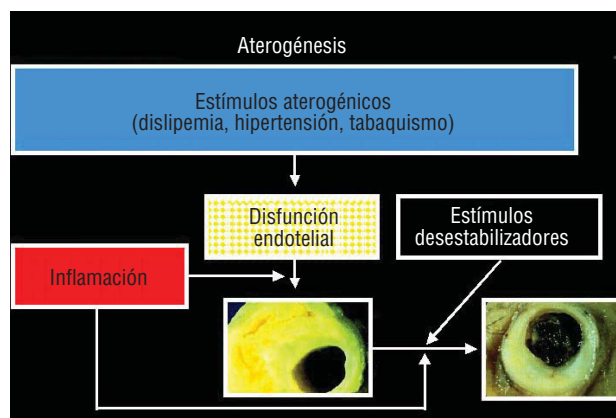 Aterogénesis
Estímulos aterogénicos
(dislipemia, hipertensión, tabaquismo)
Disfunción
endotelial
Estímulos
desestabilizadores
Inflamación